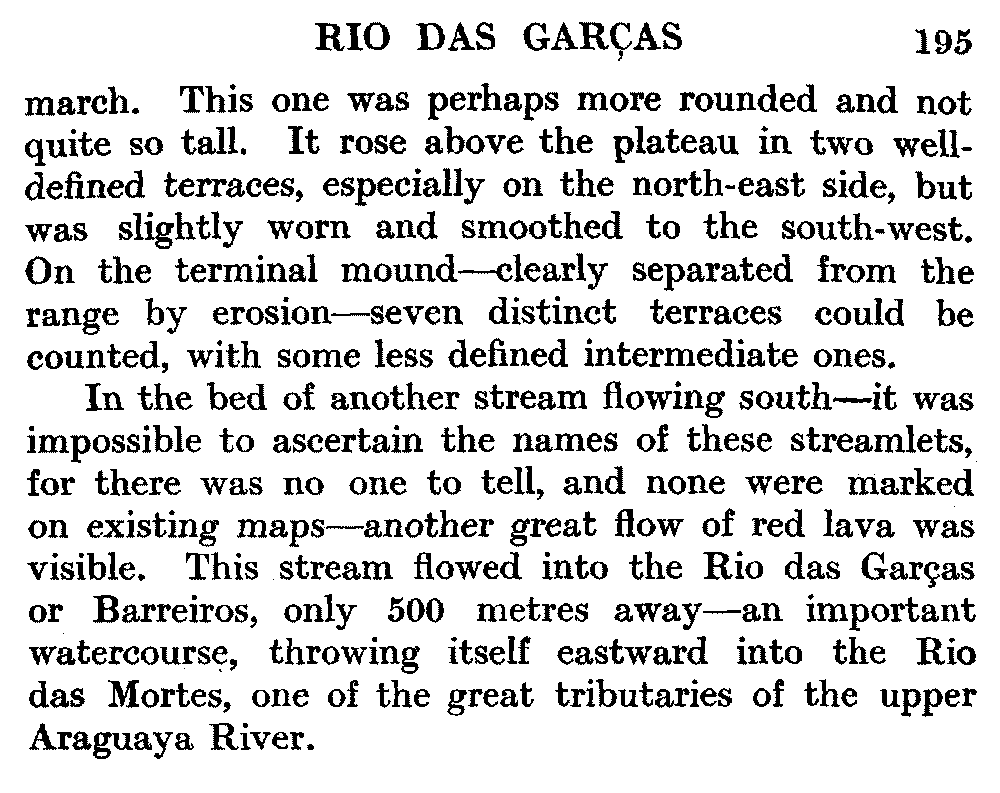 RIO DAS GARÇAS 195
march. This one was perhaps more rounded and not
quite so tall. It rose above the plateau in two well-
defined terraces, especially on the north-east side, but
was slightly worn and smoothed to the south-west.
On the terminal mound—clearly separated from the
range by erosion—seven distinct terraces could be
counted, with some less defined intermediate ones.
In the bed of another stream flowing south—it was
impossible to ascertain the names of these streamlets,
for there was no one to tell, and none were marked
on existing maps—another great flow of red lava was
visible. This stream flowed into the Rio das Garças
or Barreiros, only 500 metres away—an important
watercourse, throwing itself eastward into the Rio
das Mortes, one of the great tributaries of the upper
Araguaya River.